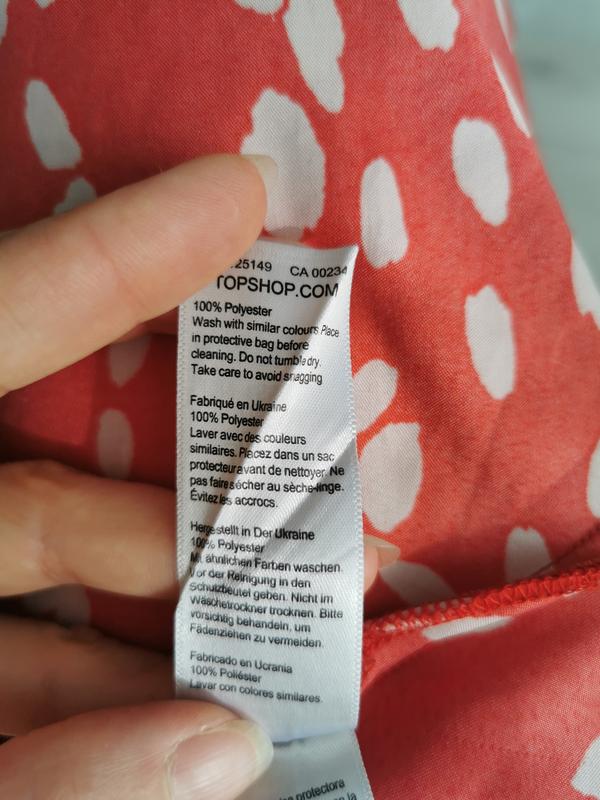 25149 CA 00234
TOPSHOP.COM
100% Polyester
Wash with similar colours. Place
in protective bag before
cleaning. Do not tumble dry.
Take care to avoid snagging
Fabriqué en Ukraine
100% Polyester
Laver avec des couleurs
similaires. Placez dans un sac
protecteur avant de nettoyer. Ne
pas faire sécher au sèche-linge.
Évitez les accrocs.
Hergestellt in Der Ukraine
100% Polyester
Mit ähnlichen Farben waschen.
Vor der Reinigung in den
Schutzbeutel geben. Nicht im
Wäschetrockner trocknen. Bitte
vorsichtig behandeln, um
Fädenziehen zu vermeiden.
Fabricado en Ucrania
100% Poliéster
Lavar con colores similares.
protectora
la